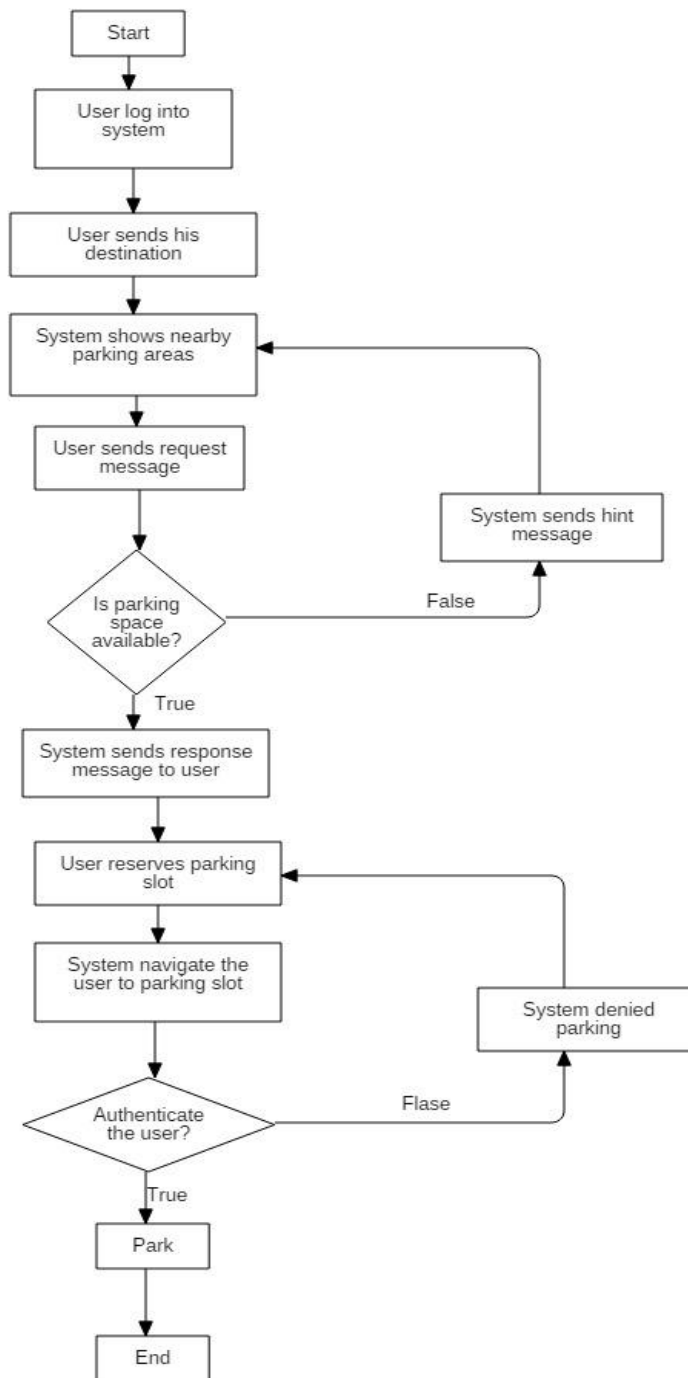 Start
User log into
system
User sends his
destination
System shows nearby
parking areas
User sends request
message
System sends hint
message
Is parking
space
available?
False
True
System sends response
message to user
User reserves parking
slot
System navigate the
user to parking slot
System denied
parking
Authenticate
the user?
Flase
True
Park
End